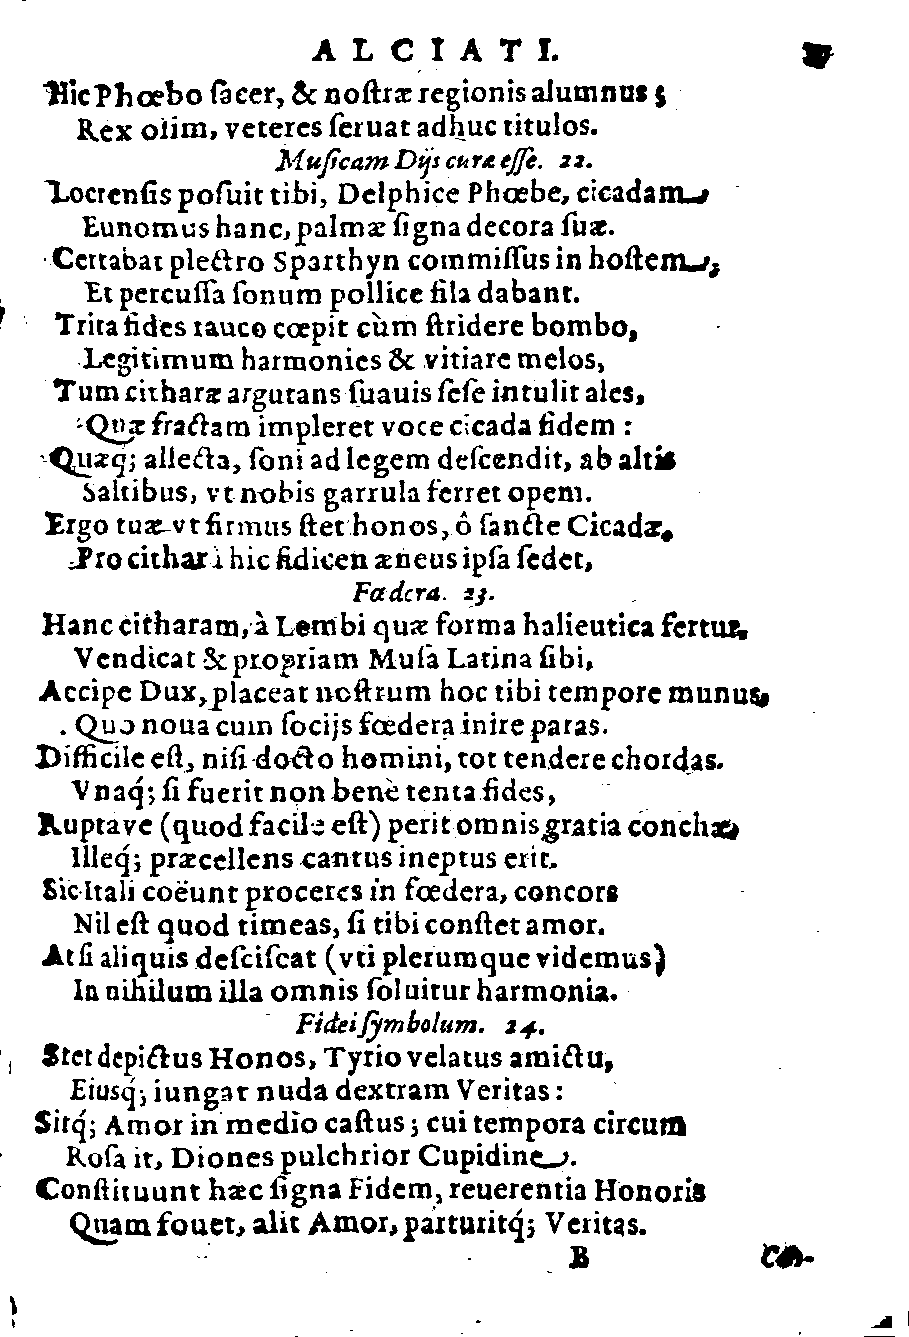 ALCIATI.
Hic Phœbo ſacer, & noſtræ regionis alumnus;
Rex olim, veteres ſeruat adhuc titulos.
Muſicam Dijs curæ eſſe. 22.
Locrenſis poſuit tibi, Delphice Phœbe, cicadam
Eunomus hanc, palmæ ſigna decora ſuæ.
Certabat plectro Sparthyn commiſſus in hoſtem,
Et percuſſa ſonum pollice fila dabant.
Trita fides rauco cœpit cùm ſtridere bombo,
Legitimum harmonies & vitiare melos,
Tum citharæ argutans ſuauis ſeſe intulit ales,
Quæ fractam impleret voce cicada fidem:
Quæq́; allecta, ſoni ad legem deſcendit, ab altis
Saltibus, vt nobis garrula ferret opem.
Ergo tuæ vt firmus ſtet honos, ô ſancte Cicadæ,
Pro cithara hic fidicen æneus ipſa ſedet,
Fœdera. 23.
Hanc citharam, à Lembi quæ forma halieutica fertur,
Vendicat & propriam Muſa Latina ſibi,
Accipe Dux, placeat noſtrum hoc tibi tempore munus,
Quo noua cum ſocijs fœdera inire paras.
Difficile eſt, niſi docto homini, tot tendere chordas.
Vnaq́; ſi fuerit non benè tenta fides,
Ruptave (quod facile eſt) perit omnis gratia conchæ,
Illeq́; præcellens cantus ineptus erit.
Sic Itali coëunt proceres in fœdera, concors
Nil eſt quod timeas, ſi tibi conſtet amor.
At ſi aliquis deſciſcat (vti plerumque videmus)
In nihilum illa omnis ſoluitur harmonia.
Fidei ſymbolum. 24.
Stet depictus Honos, Tyrio velatus amictu,
Eiusq́; iungat nuda dextram Veritas:
Sitq́; Amor in medio caſtus; cui tempora circum
Roſa it, Diones pulchrior Cupidine.
Conſtituunt hæc ſigna Fidem, reuerentia Honoris
Quam fouet, alit Amor, parturitq́; Veritas.
B